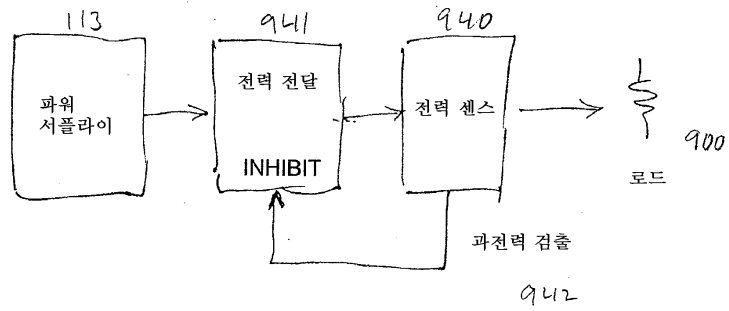 113
941
940
파워
서플라이
전력 전달
INHIBIT
전력 센스
900
로드
과전력 검출
942